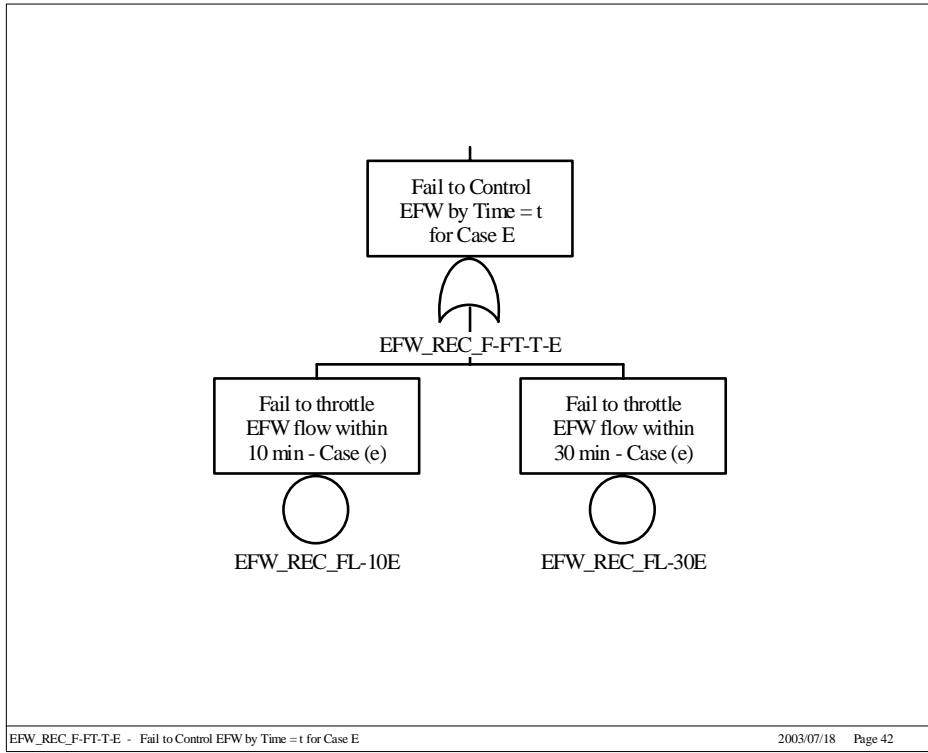 Fail to Control
EFW by Time = t
for Case E
EFW_REC_F-FT-T-E
Fail to throttle
EFW flow within
10 min - Case (e)
EFW_REC_FL-10E
Fail to throttle
EFW flow within
30 min - Case (e)
EFW_REC_FL-30E
EFW_REC_F-FT-T-E - Fail to Control EFW by Time = t for Case E
2003/07/18 Page 42